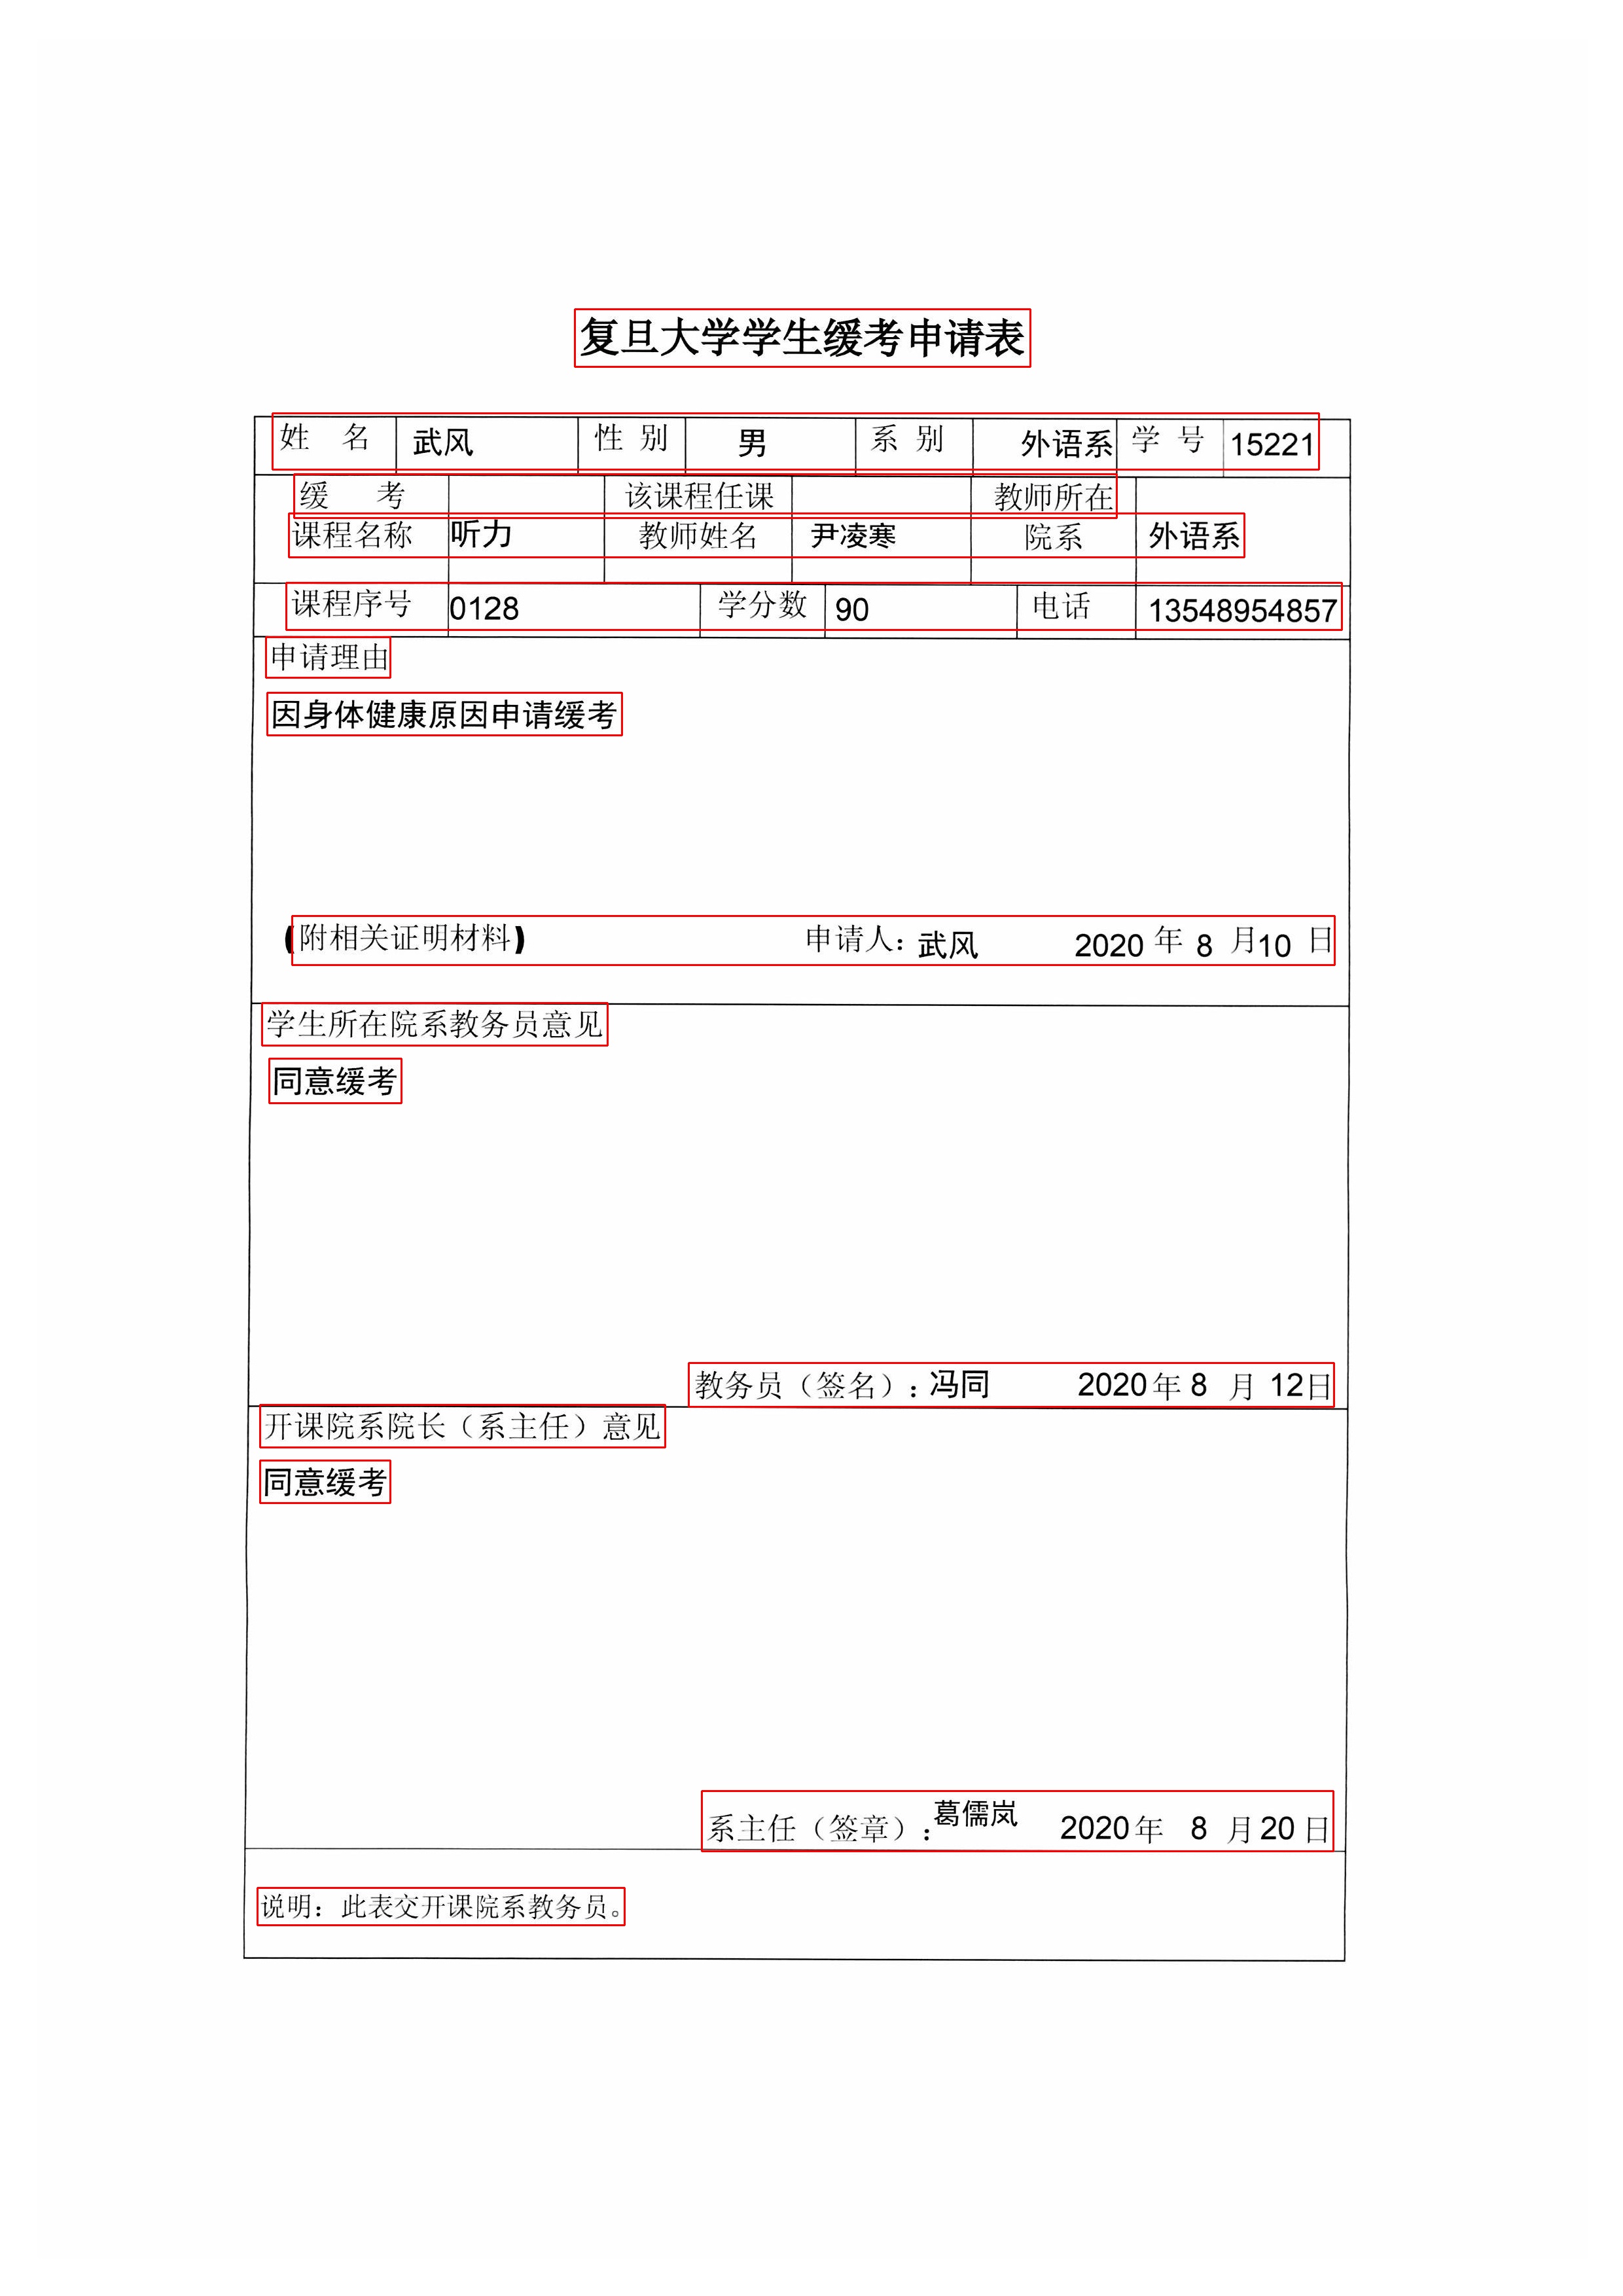 复旦大学学生缓考申请表
姓 名 武风 性 别 男 系 别 外语系 学 号 15221
缓 考 该课程任课 教师所在
课程名称 听力 教师姓名 尹凌寒 院系 外语系
课程序号 0128 学分数 90 电话 13548954857
申请理由
因身体健康原因申请缓考
(附相关证明材料) 申请人：武风 2020 年 8 月 10 日
学生所在院系教务员意见
同意缓考
教务员（签名）：冯同 2020 年 8 月 12 日
开课院系院长（系主任）意见
同意缓考
系主任（签章）：葛儒岚 2020 年 8 月 20 日
说明：此表交开课院系教务员。